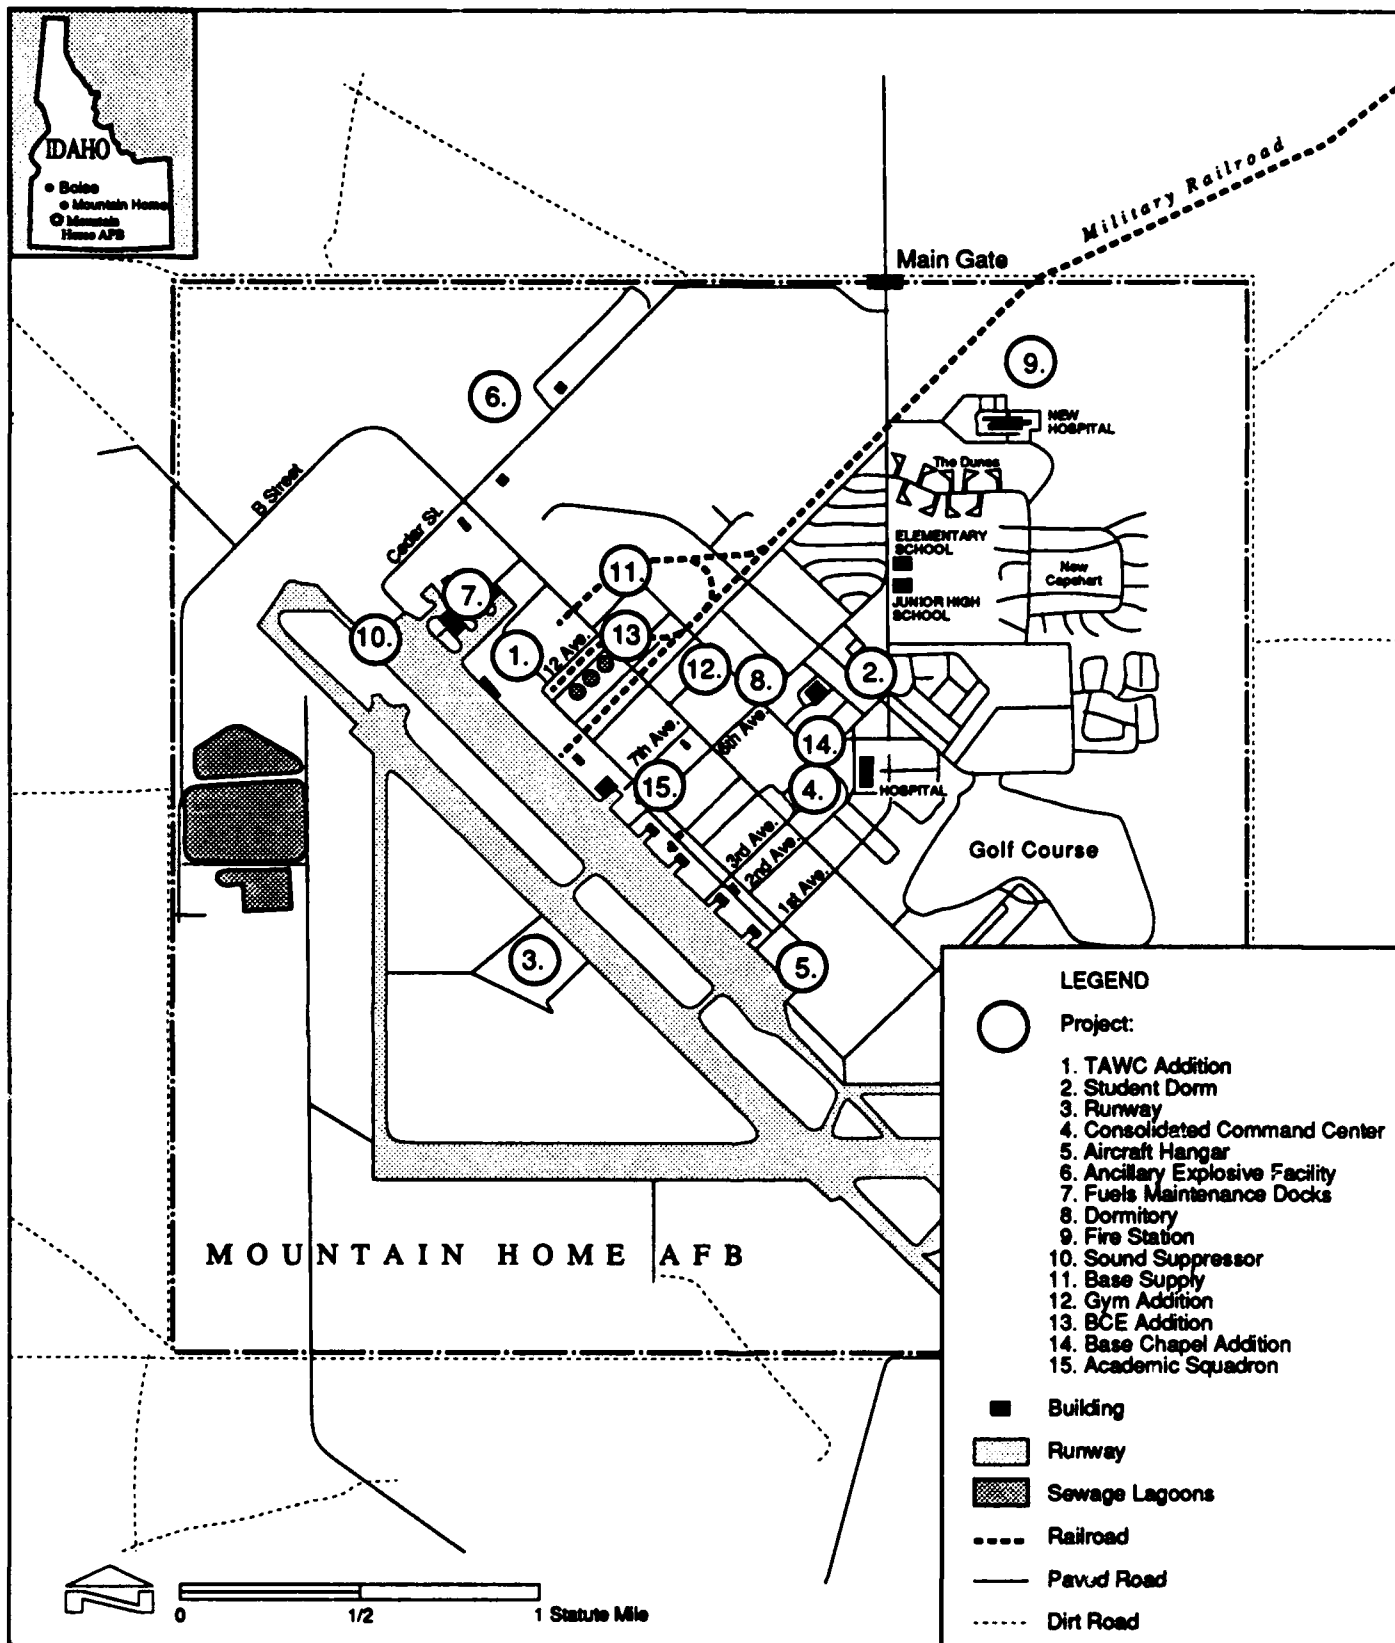 IDAHO
Boise
Mountain Home
Mountain
Home AFB
Military Railroad
Main Gate
9.
6.
NEW
HOSPITAL
The Dunes
B Street
Cedar St.
ELEMENTARY
SCHOOL
New
Capehart
11.
7.
JUNIOR HIGH
SCHOOL
10.
13.
1.
12 Ave.
12.
8.
2.
7th Ave.
6th Ave.
14.
15.
4.
HOSPITAL
3rd Ave.
2nd Ave.
1st Ave.
Golf Course
3.
5.
LEGEND
Project:
1. TAWC Addition
2. Student Dorm
3. Runway
4. Consolidated Command Center
5. Aircraft Hangar
6. Ancillary Explosive Facility
7. Fuels Maintenance Docks
8. Dormitory
9. Fire Station
10. Sound Suppressor
11. Base Supply
12. Gym Addition
13. BCE Addition
14. Base Chapel Addition
15. Academic Squadron
MOUNTAIN HOME AFB
Building
Runway
Sewage Lagoons
Railroad
Paved Road
Dirt Road
N
0 1/2 1 Statute Mile